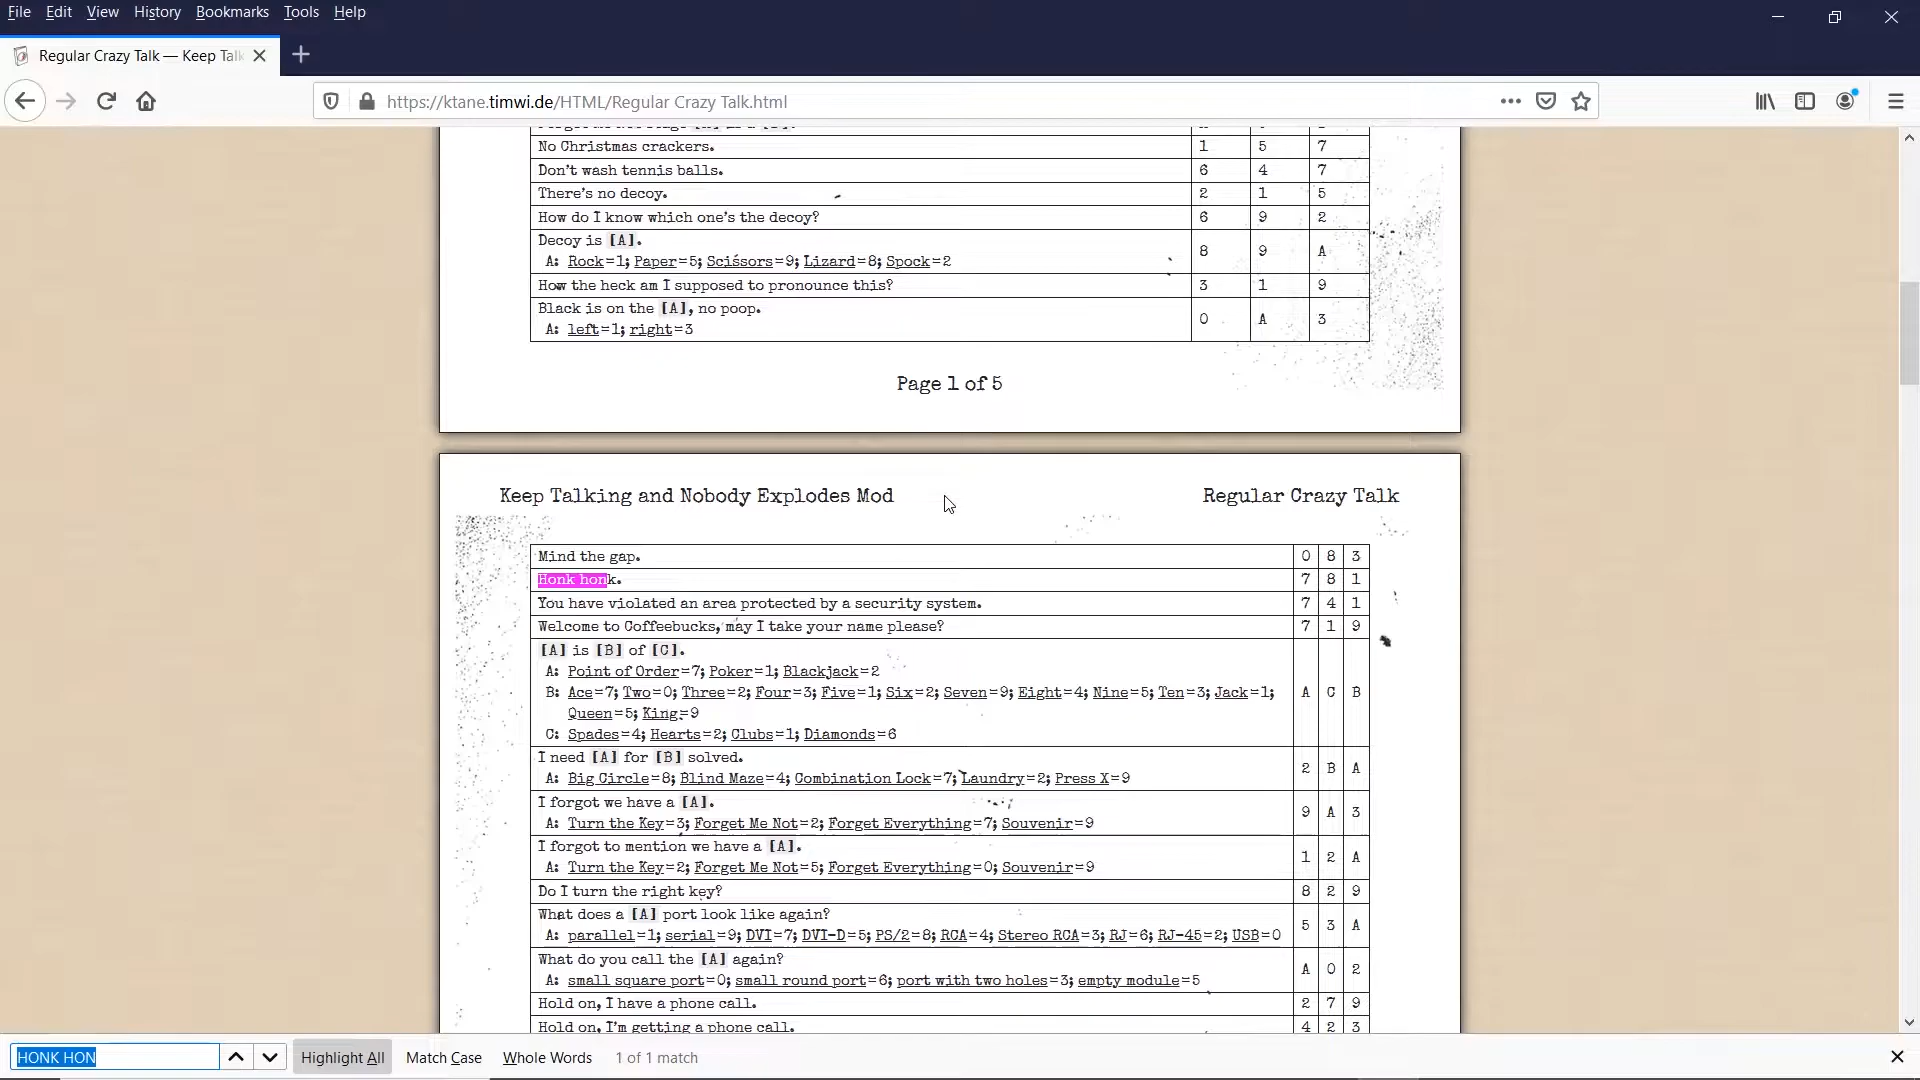 File Edit View History Bookmarks Tools Help
Regular Crazy Talk — Keep Talk
https://ktane.timwi.de/HTML/Regular Crazy Talk.html
No Christmas crackers. 1 5 7
Don't wash tennis balls. 6 4 7
There's no decoy. 2 1 5
How do I know which one's the decoy? 6 9 2
Decoy is [A].
A: Rock=1; Paper=5; Scissors=9; Lizard=8; Spock=2
8 9 A
How the heck am I supposed to pronounce this? 3 1 9
Black is on the [A], no poop.
A: left=1; right=3
0 A 3
Page 1 of 5
Keep Talking and Nobody Explodes Mod Regular Crazy Talk
Mind the gap. 0 8 3
Honk honk. 7 8 1
You have violated an area protected by a security system. 7 4 1
Welcome to Coffeebucks, may I take your name please? 7 1 9
[A] is [B] of [C].
A: Point of Order=7; Poker=1; Blackjack=2
B: Ace=7; Two=0; Three=2; Four=3; Five=1; Six=2; Seven=9; Eight=4; Nine=5; Ten=3; Jack=1;
Queen=5; King=9
C: Spades=4; Hearts=2; Clubs=1; Diamonds=6
A C B
I need [A] for [B] solved.
A: Big Circle=8; Blind Maze=4; Combination Lock=7; Laundry=2; Press X=9
2 B A
I forgot we have a [A].
A: Turn the Key=3; Forget Me Not=2; Forget Everything=7; Souvenir=9
9 A 3
I forgot to mention we have a [A].
A: Turn the Key=2; Forget Me Not=5; Forget Everything=0; Souvenir=9
1 2 A
Do I turn the right key? 8 2 9
What does a [A] port look like again?
A: parallel=1; serial=9; DVI=7; DVI-D=5; PS/2=8; RCA=4; Stereo RCA=3; RJ=6; RJ-45=2; USB=0
5 3 A
What do you call the [A] again?
A: small square port=0; small round port=6; port with two holes=3; empty module=5
A 0 2
Hold on, I have a phone call. 2 7 9
Hold on, I'm getting a phone call. 4 2 3
HONK HON Highlight All Match Case Whole Words 1 of 1 match